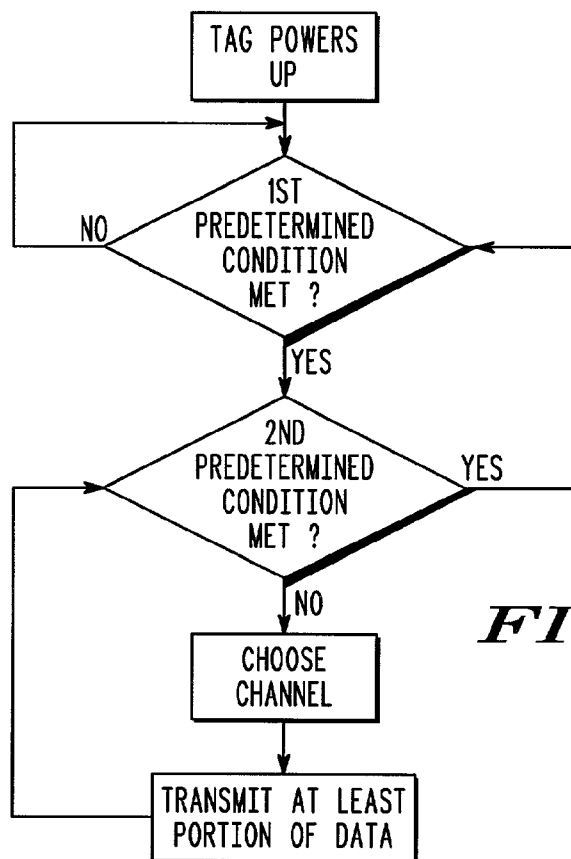 TAG POWERS
UP
1ST
PREDETERMINED
CONDITION
MET ?
NO
YES
2ND
PREDETERMINED
CONDITION
MET ?
YES
NO
FI
CHOOSE
CHANNEL
TRANSMIT AT LEAST
PORTION OF DATA